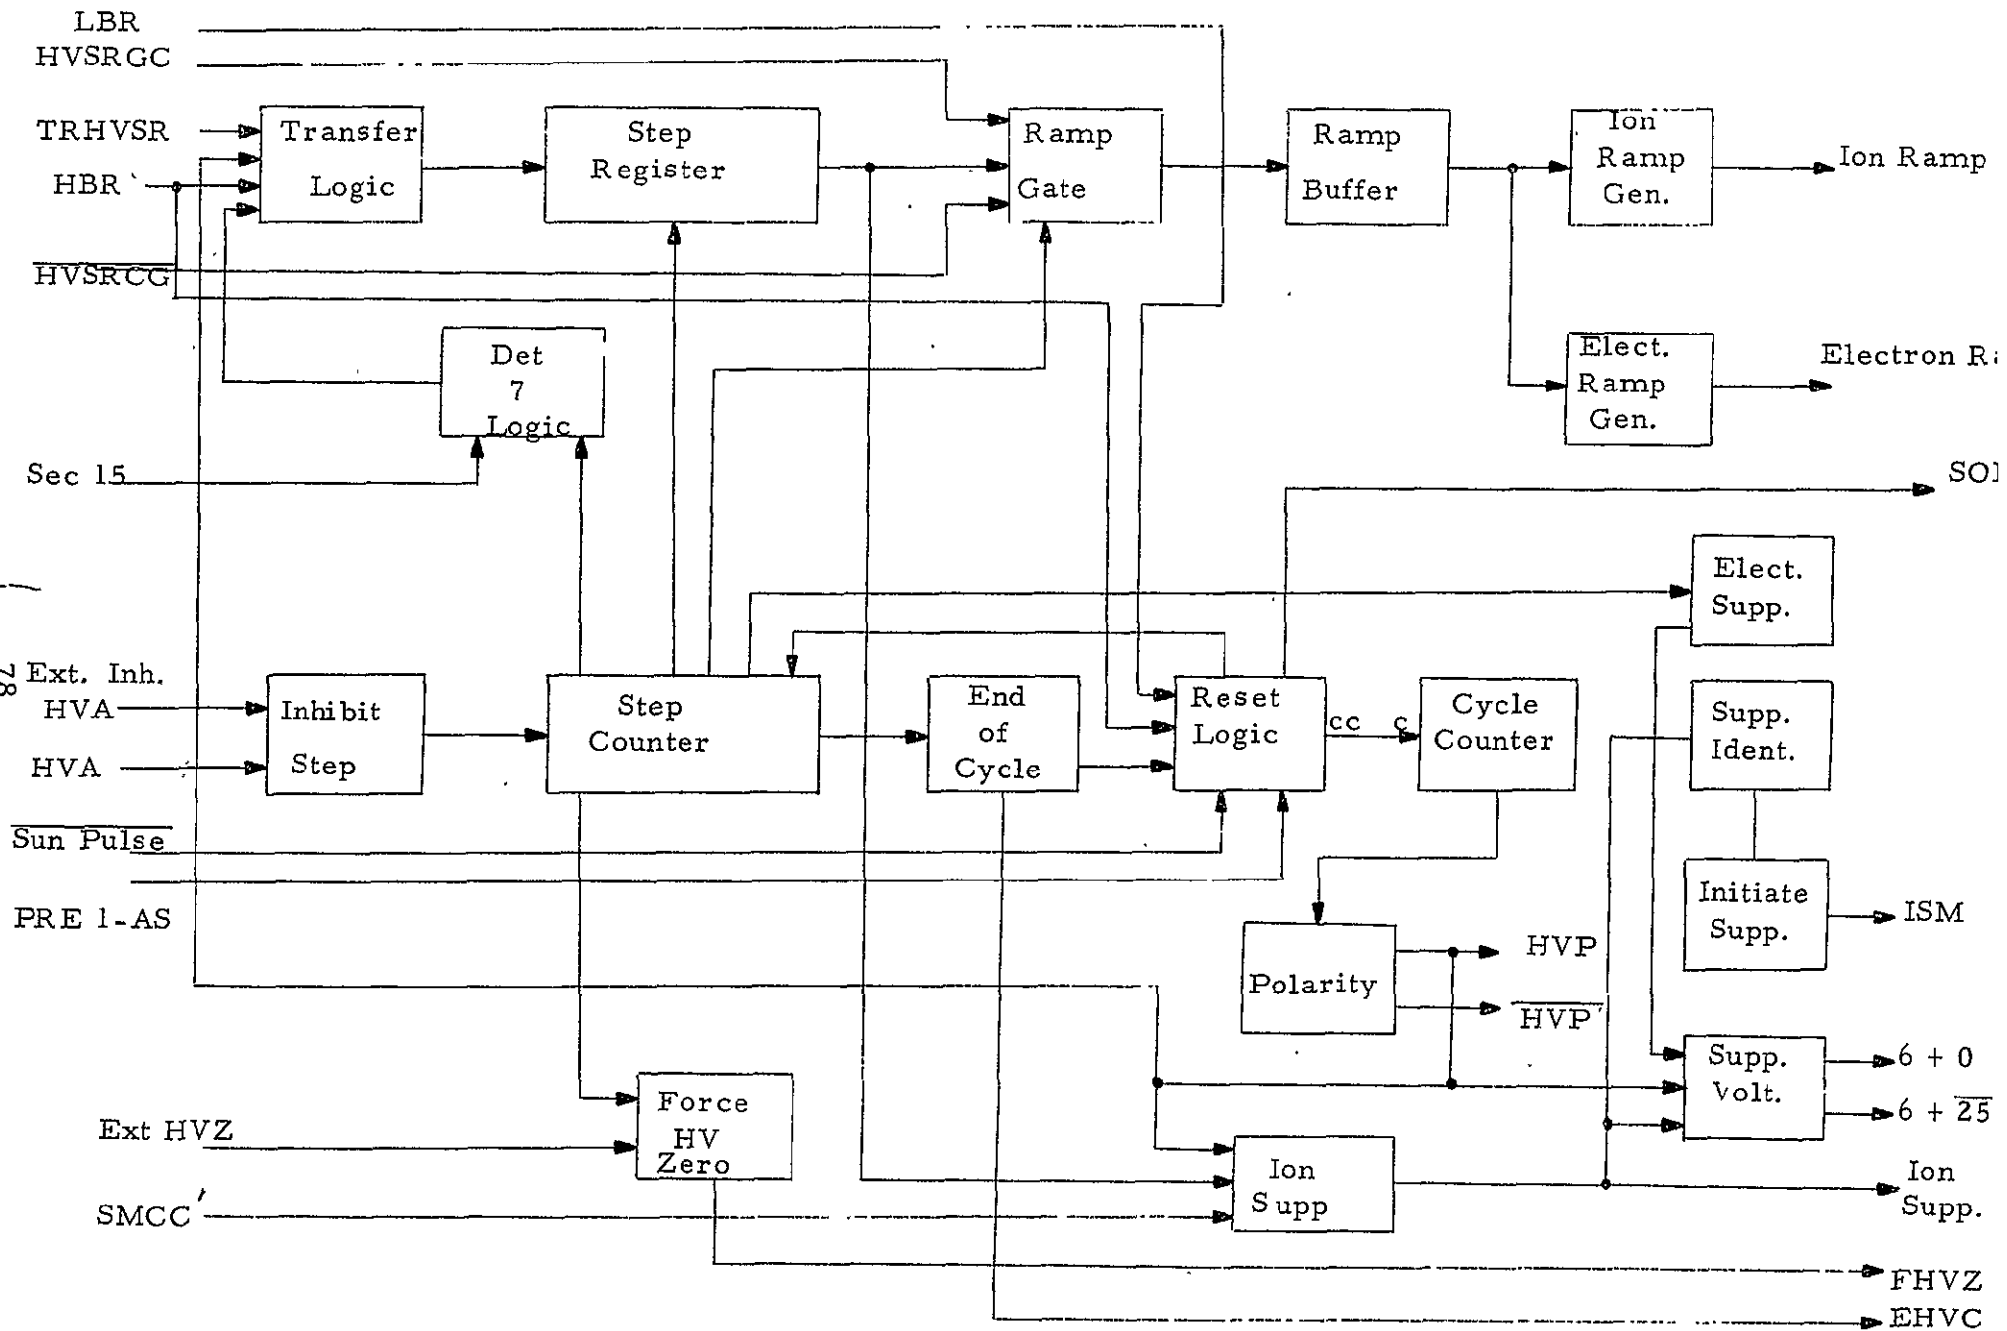 LBR
HVSRGC
TRHVSR
HBR
HVSRCG
Transfer
Logic
Step
Register
Ramp
Gate
Ramp
Buffer
Ion
Ramp
Gen.
Ion Ramp
Det
7
Logic
Elect.
Ramp
Gen.
Electron
Sec 15
Elect.
Supp.
78
Ext. Inh.
HVA
HVA
Inhibit
Step
Step
Counter
End
of
Cycle
Reset
Logic
cc c
Cycle
Counter
Supp.
Ident.
Sun Pulse
PRE 1-AS
Initiate
Supp.
ISM
Polarity
HVP
HVP'
Supp.
Volt.
6 + 0
6 + 25
Force
HV
Zero
Ext HVZ
SMCC'
Ion
Supp
Ion
Supp.
FHVZ
EHVC